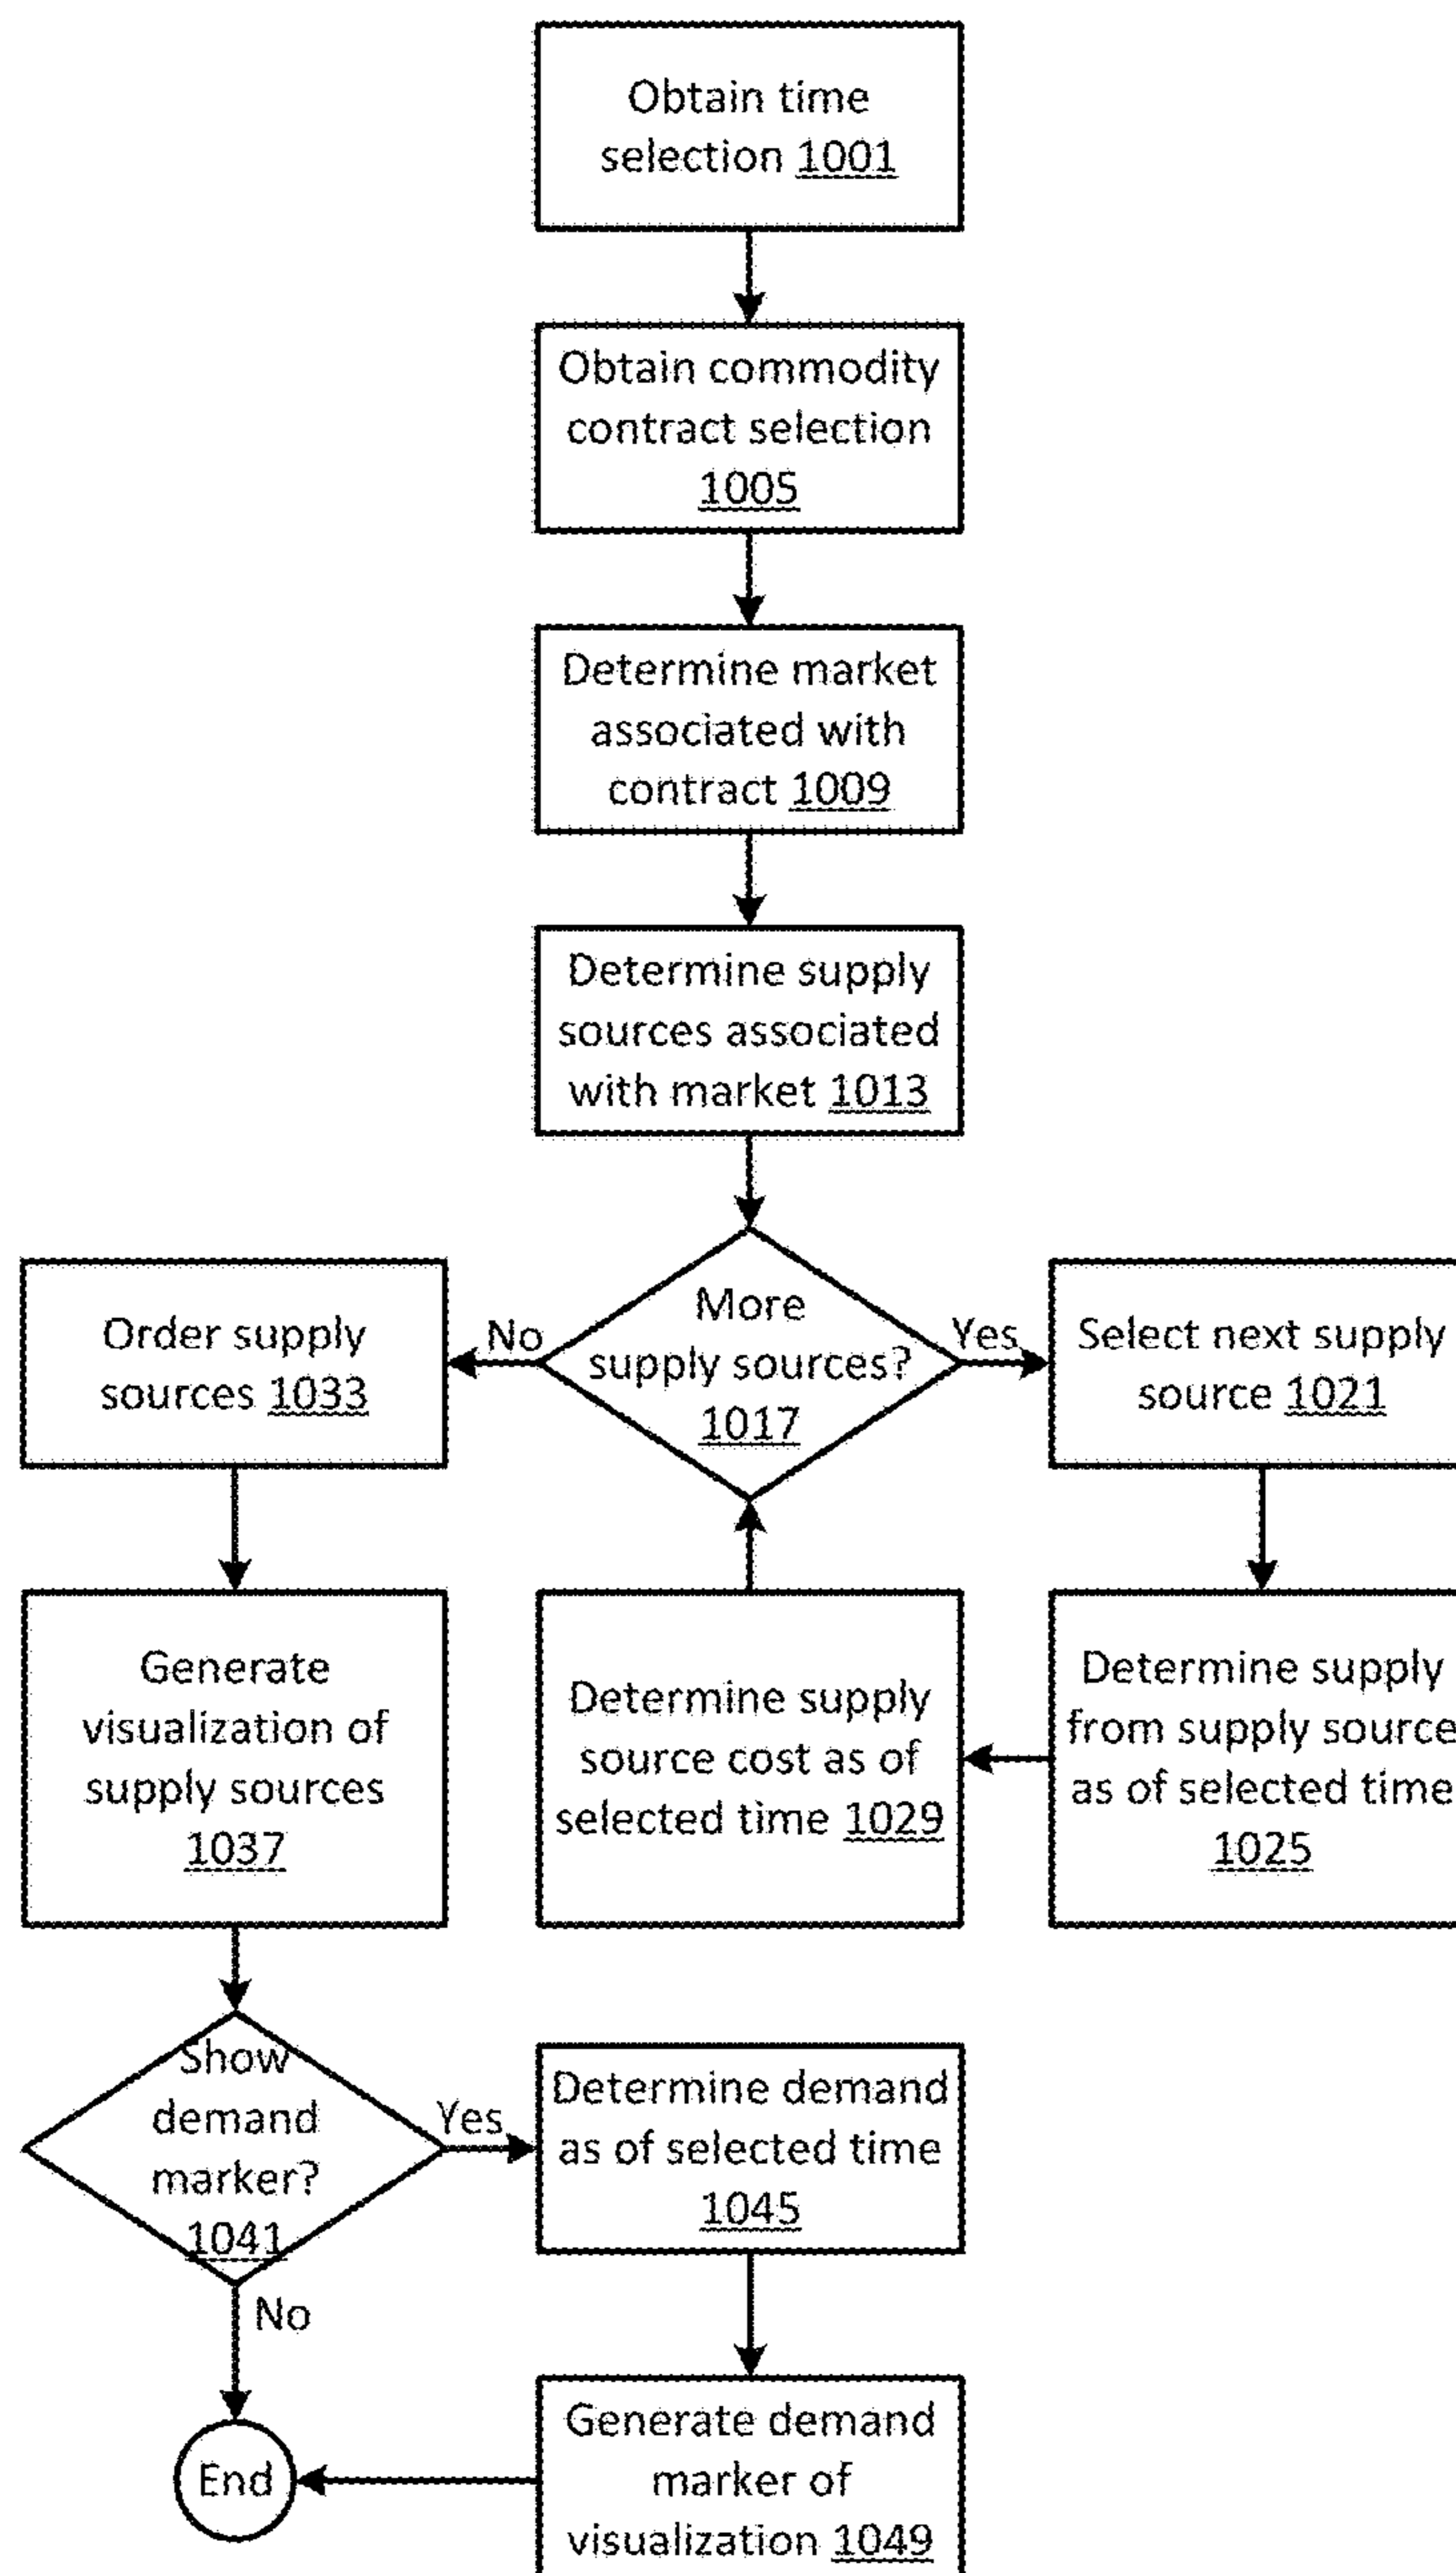 Obtain time
selection 1001
Obtain commodity
contract selection
1005
Determine market
associated with
contract 1009
Determine supply
sources associated
with market 1013
More
supply sources?
1017
No
Yes
Order supply
sources 1033
Select next supply
source 1021
Generate
visualization of
supply sources
1037
Determine supply
source cost as of
selected time 1029
Determine supply
from supply source
as of selected time
1025
Show
demand
marker?
1041
Yes
No
Determine demand
as of selected time
1045
Generate demand
marker of
visualization 1049
End